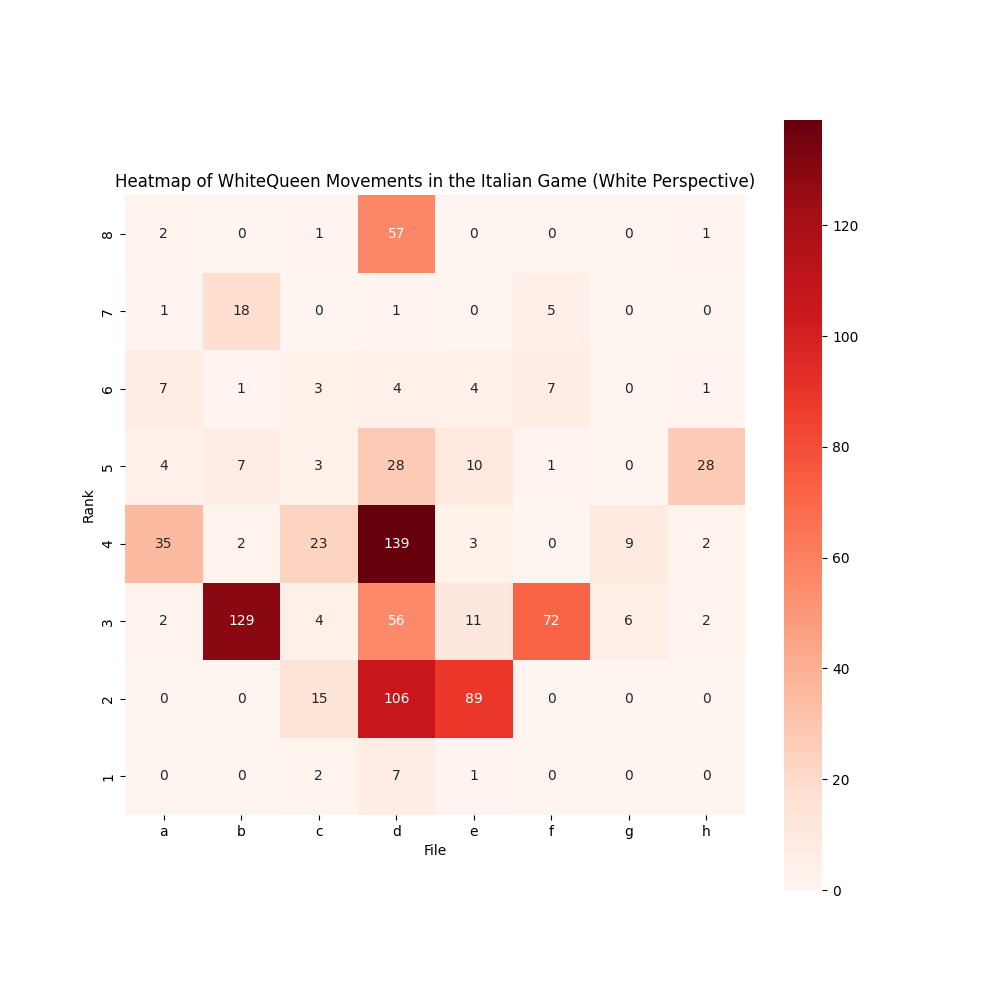 Heatmap of WhiteQueen Movements in the Italian Game (White Perspective)
8 2 0 1 57 0 0 0 1
7 1 18 0 1 0 5 0 0
6 7 1 3 4 4 7 0 1
5 4 7 3 28 10 1 0 28
4 35 2 23 139 3 0 9 2
3 2 129 4 56 11 72 6 2
2 0 0 15 106 89 0 0 0
1 0 0 2 7 1 0 0 0
a b c d e f g h
File
Rank
120
100
80
60
40
20
0